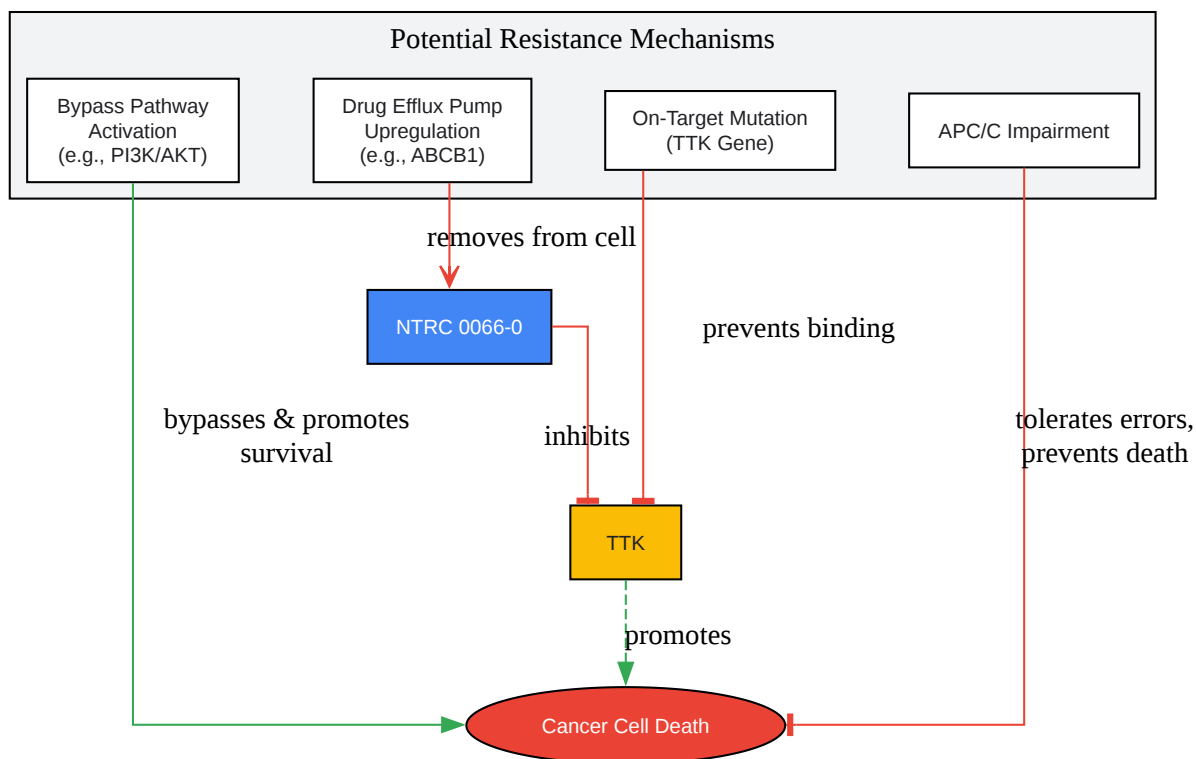 Potential Resistance Mechanisms
Bypass Pathway
Activation
(e.g., PI3K/AKT)
Drug Efflux Pump
Upregulation
(e.g., ABCB1)
On-Target Mutation
(TTK Gene)
APC/C Impairment
removes from cell
NTRC 0066-0
prevents binding
bypasses & promotes
survival
inhibits
tolerates errors,
prevents death
TTK
promotes
Cancer Cell Death